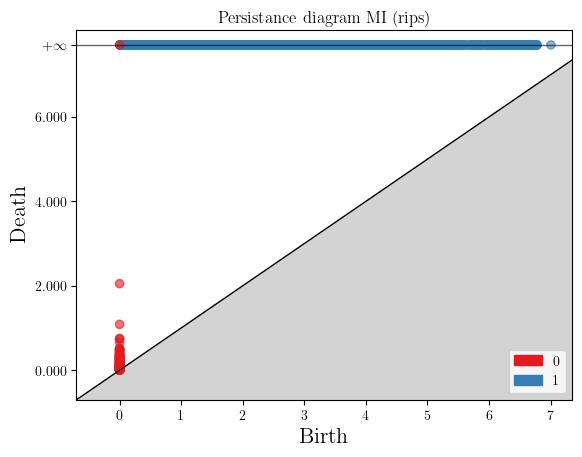 Persistance diagram MI (rips)
+∞
6.000
4.000
2.000
0.000
Death
0 1 2 3 4 5 6 7
Birth
0
1